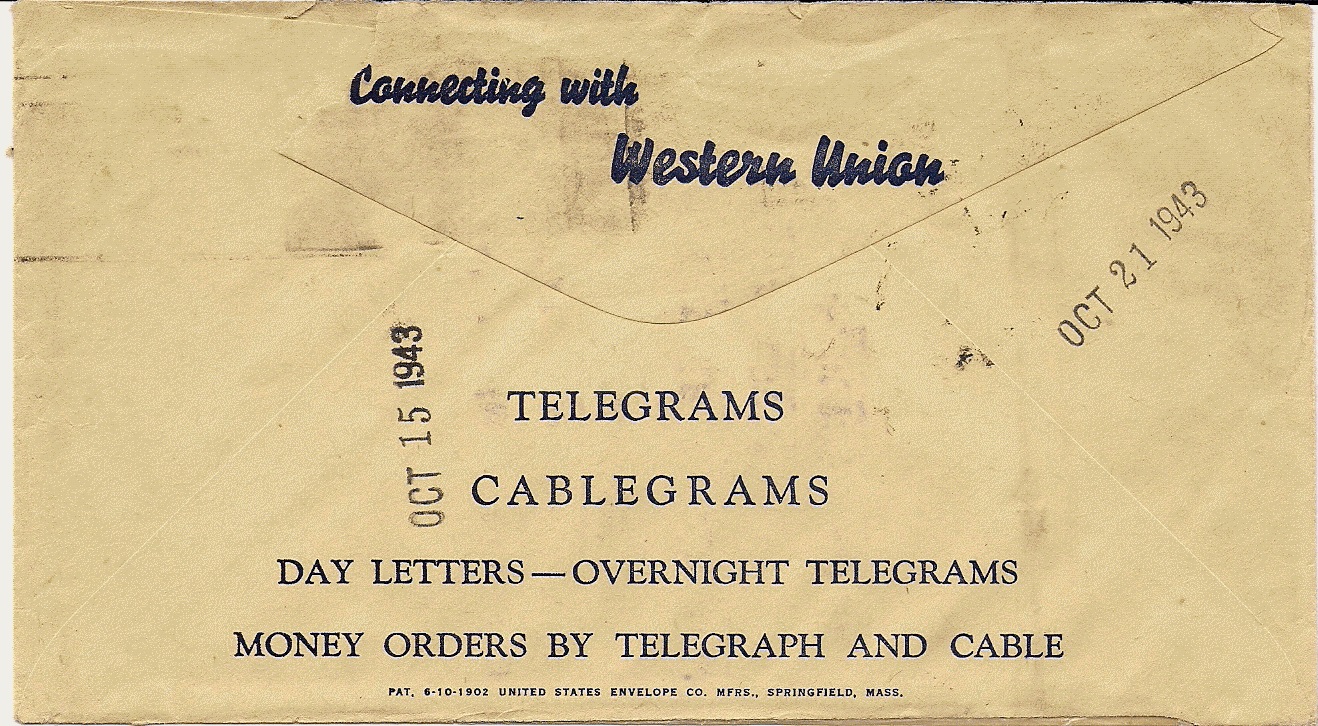 Connecting with
Western Union
OCT 21 1943
OCT 15 1943
TELEGRAMS
CABLEGRAMS
DAY LETTERS—OVERNIGHT TELEGRAMS
MONEY ORDERS BY TELEGRAPH AND CABLE
PAT. 6-10-1902 UNITED STATES ENVELOPE CO. MFRS., SPRINGFIELD, MASS.